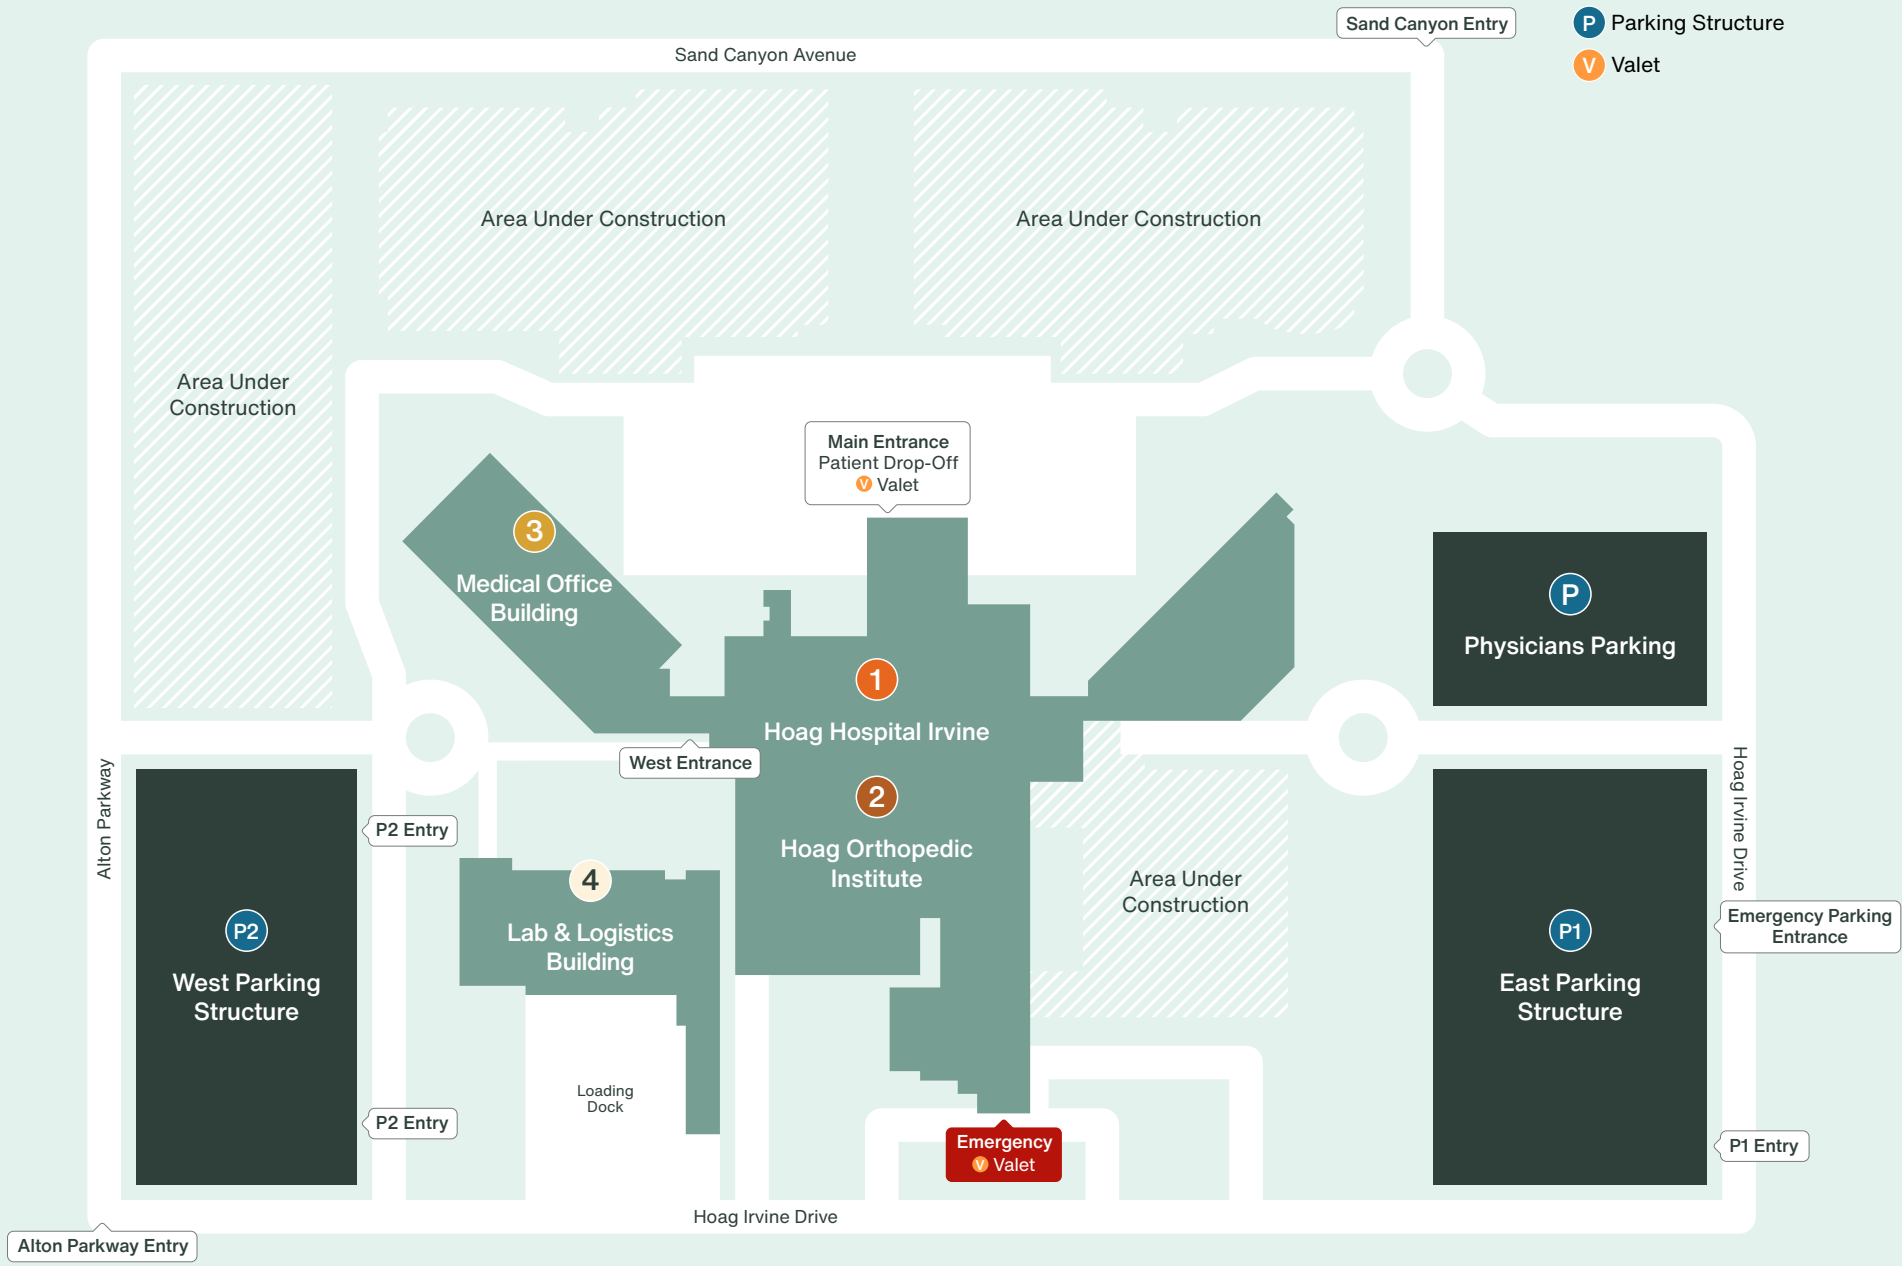 Sand Canyon Entry
P Parking Structure
V Valet
Sand Canyon Avenue
Area Under Construction
Area Under Construction
Area Under
Construction
Main Entrance
Patient Drop-Off
V Valet
3
Medical Office
Building
P
Physicians Parking
1
Hoag Hospital Irvine
West Entrance
2
Hoag Orthopedic
Institute
Alton Parkway
P2 Entry
Hoag Irvine Drive
4
Lab & Logistics
Building
Area Under
Construction
Emergency Parking
Entrance
P2
West Parking
Structure
P1
East Parking
Structure
Loading
Dock
P2 Entry
Emergency
V Valet
P1 Entry
Hoag Irvine Drive
Alton Parkway Entry